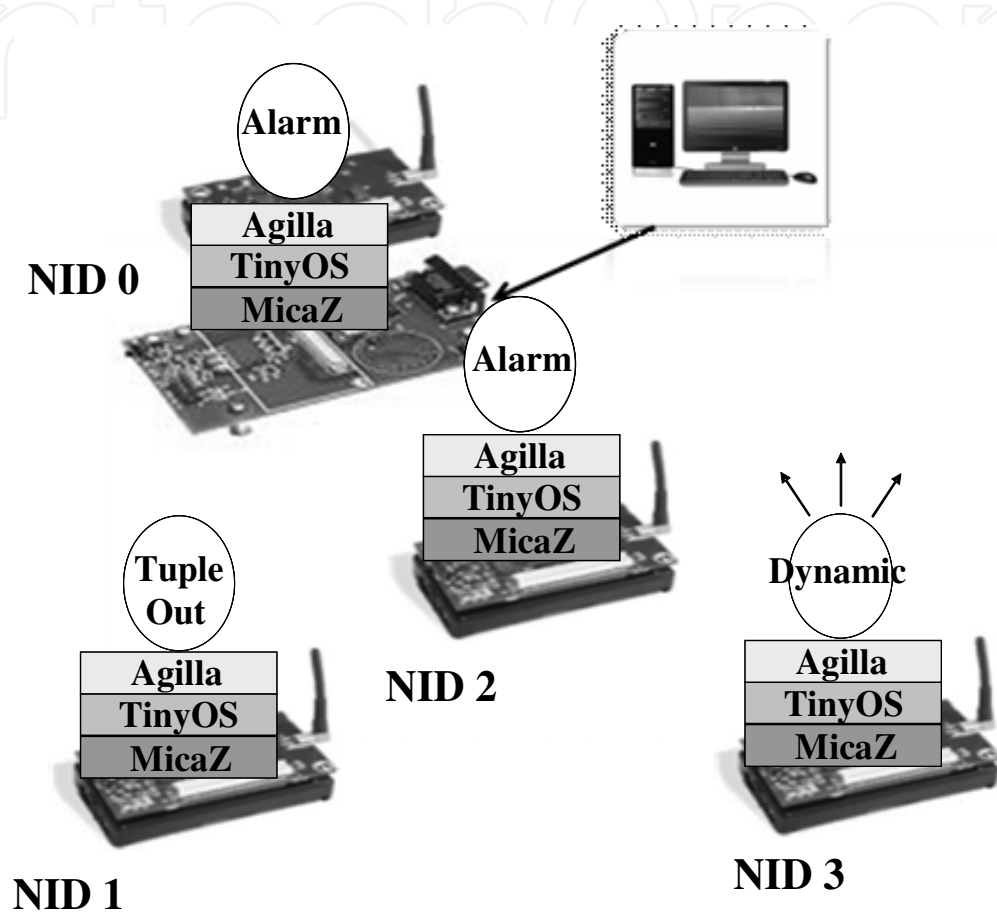 Alarm
Agilla
TinyOS
MicaZ
NID 0
Alarm
Agilla
TinyOS
MicaZ
NID 2
Tuple
Out
Agilla
TinyOS
MicaZ
NID 1
Dynamic
Agilla
TinyOS
MicaZ
NID 3